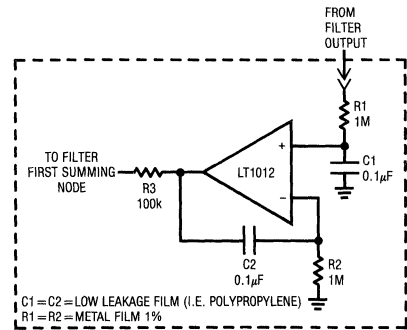 FROM
FILTER
OUTPUT
R1
1M
+
LT1012
C1
0.1µF
TO FILTER
FIRST SUMMING
NODE
R3
100k
−
C2
0.1µF
R2
1M
C1=C2=LOW LEAKAGE FILM (I.E. POLYPROPYLENE)
R1=R2=METAL FILM 1%